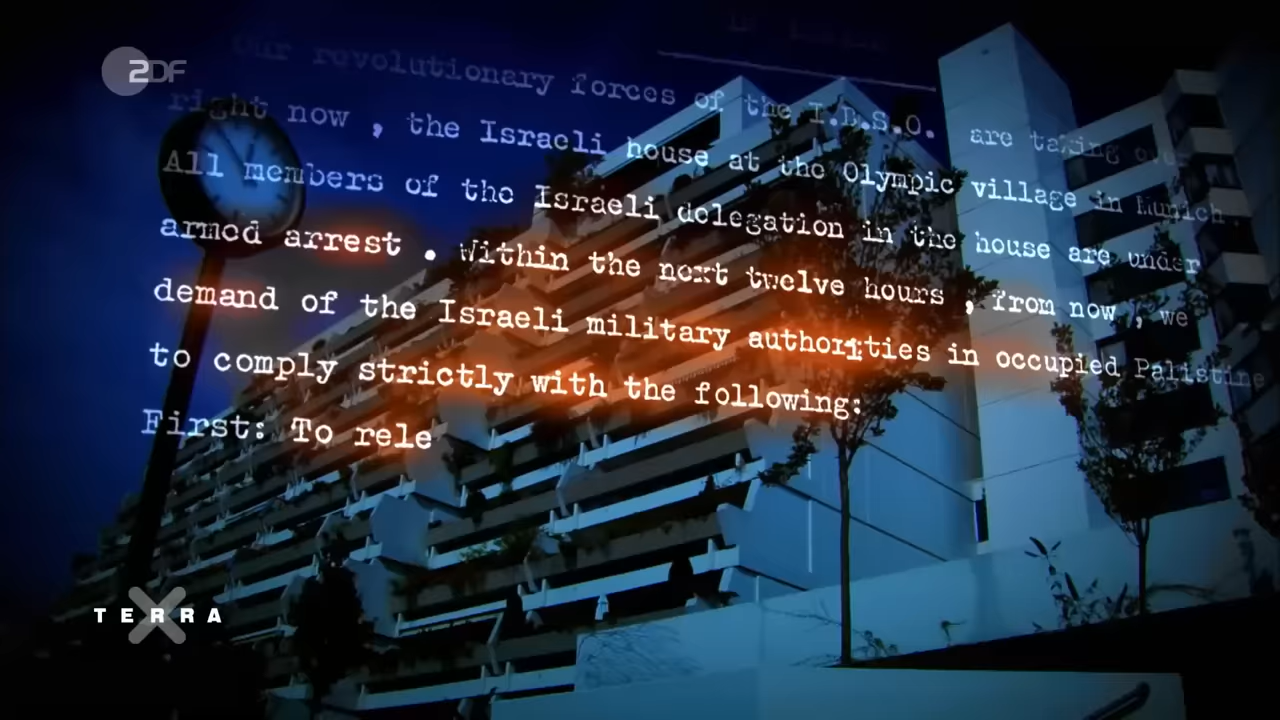 2DF
Our revolutionary forces of the I.B.S.O. are taking over
right now , the Israeli house at the Olympic village in Munich
All members of the Israeli delegation in the house are under
armed arrest . Within the next twelve hours , from now , we
demand of the Israeli military authorities in occupied Palistine
to comply strictly with the following:
First: To rele
TERRA X